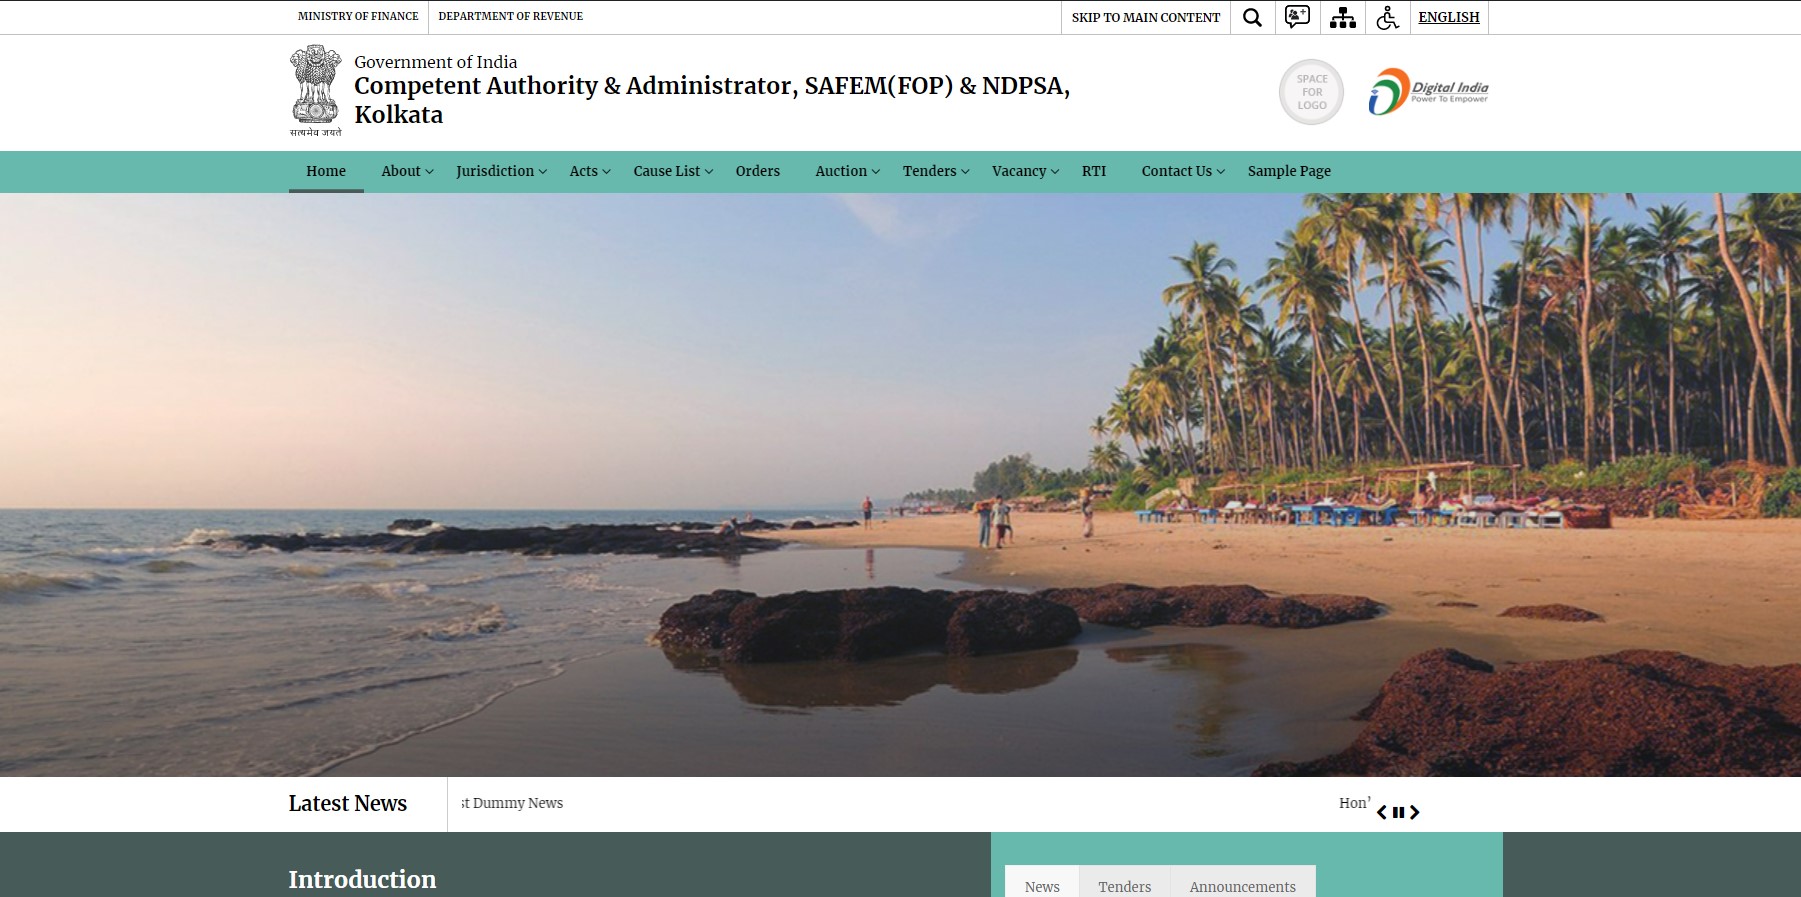 MINISTRY OF FINANCE
DEPARTMENT OF REVENUE
SKIP TO MAIN CONTENT
ENGLISH
Government of India
Competent Authority & Administrator, SAFEM(FOP) & NDPSA,
Kolkata
सत्यमेव जयते
SPACE
FOR
LOGO
Digital India
Power To Empower
Home About Jurisdiction Acts Cause List Orders Auction Tenders Vacancy RTI Contact Us Sample Page
Latest News
st Dummy News
Hon'
Introduction
News Tenders Announcements